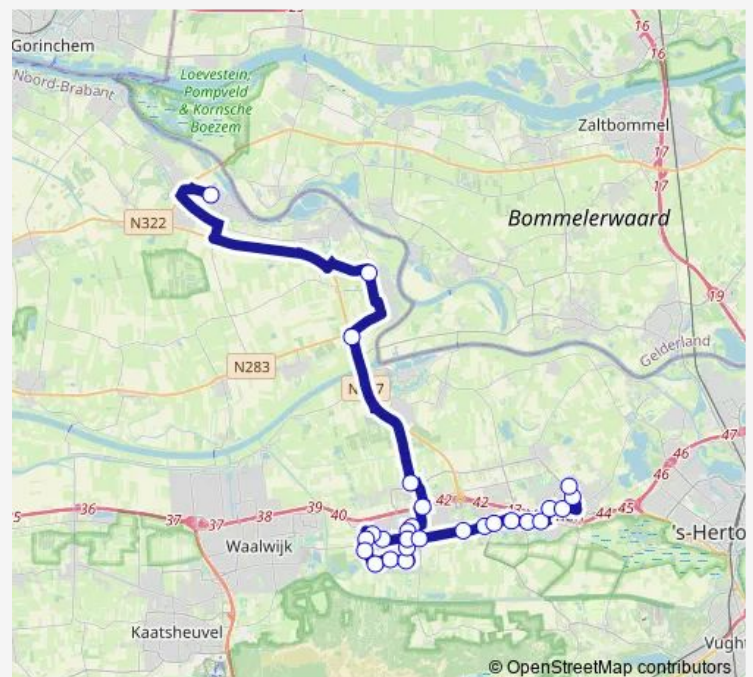 16
16
Gorinchem
Noord-Brabant
Loevestein,
Pompveld
& Kornsche
Boezem
Zaltbommel
17
17
N322
Bommelerwaard
19
Gelderland
N283
47
46
46
36
37
37
38
39
40
42
42
44
45
Waalwijk
's-Herto
Kaatsheuvel
Vught
© OpenStreetMap contributors